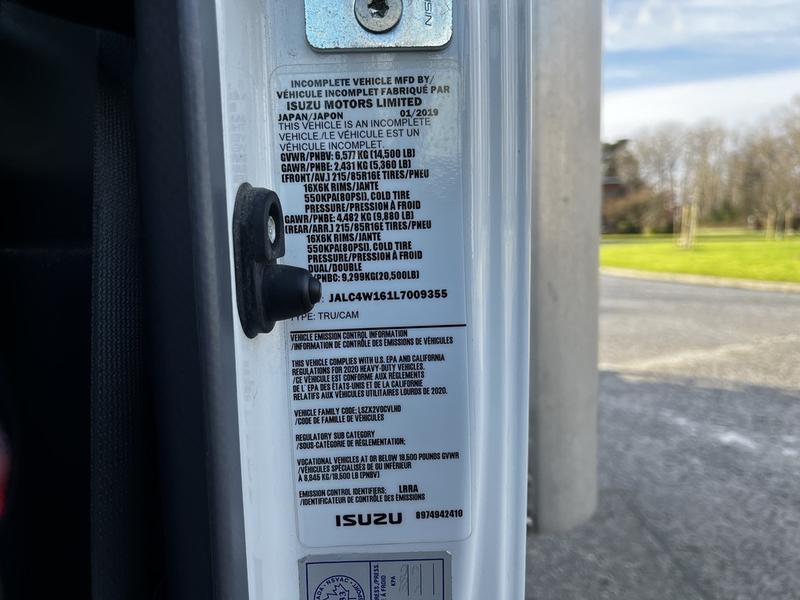 INCOMPLETE VEHICLE MFD BY/
VÉHICULE INCOMPLET FABRIQUÉ PAR
ISUZU MOTORS LIMITED
JAPAN/JAPON 01/2019
THIS VEHICLE IS AN INCOMPLETE
VEHICLE./LE VÉHICULE EST UN
VÉHICULE INCOMPLET.
GVWR/PNBV: 6,577 KG (14,500 LB)
GAWR/PNBE: 2,431 KG (5,360 LB)
(FRONT/AV.) 215/85R16E TIRES/PNEU
16X6K RIMS/JANTE
550KPA(80PSI), COLD TIRE
PRESSURE/PRESSION À FROID
GAWR/PNBE: 4,482 KG (9,880 LB)
(REAR/ARR.) 215/85R16E TIRES/PNEU
16X6K RIMS/JANTE
550KPA(80PSI), COLD TIRE
PRESSURE/PRESSION À FROID
DUAL/DOUBLE
/PNBC: 9,299KG(20,500LB)
: JALC4W161L7009355
TYPE: TRU/CAM
VEHICLE EMISSION CONTROL INFORMATION
/INFORMATION DE CONTRÔLE DES ÉMISSIONS DE VÉHICULES
THIS VEHICLE COMPLIES WITH U.S. EPA AND CALIFORNIA
REGULATIONS FOR 2020 HEAVY-DUTY VEHICLES.
/CE VÉHICULE EST CONFORME AUX RÈGLEMENTS
DE L' EPA DES ÉTATS-UNIS ET DE LA CALIFORNIE
RELATIFS AUX VÉHICULES UTILITAIRES LOURDS DE 2020.
VEHICLE FAMILY CODE: LSZX2VOCVLHD
/CODE DE FAMILLE DE VÉHICULES
REGULATORY SUB CATEGORY
/SOUS-CATÉGORIE DE RÉGLEMENTATION;
VOCATIONAL VEHICLES AT OR BELOW 19,500 POUNDS GVWR
/VÉHICULES SPÉCIALISÉS DE OU INFÉRIEUR
À 8,845 KG/19,500 LB (PNBV)
EMISSION CONTROL IDENTIFIERS: LRRA
/IDENTIFICATEUR DE CONTRÔLE DES ÉMISSIONS
ISUZU 8974942410
NSVAC
PRESS/PRESS
À FROID
KPA